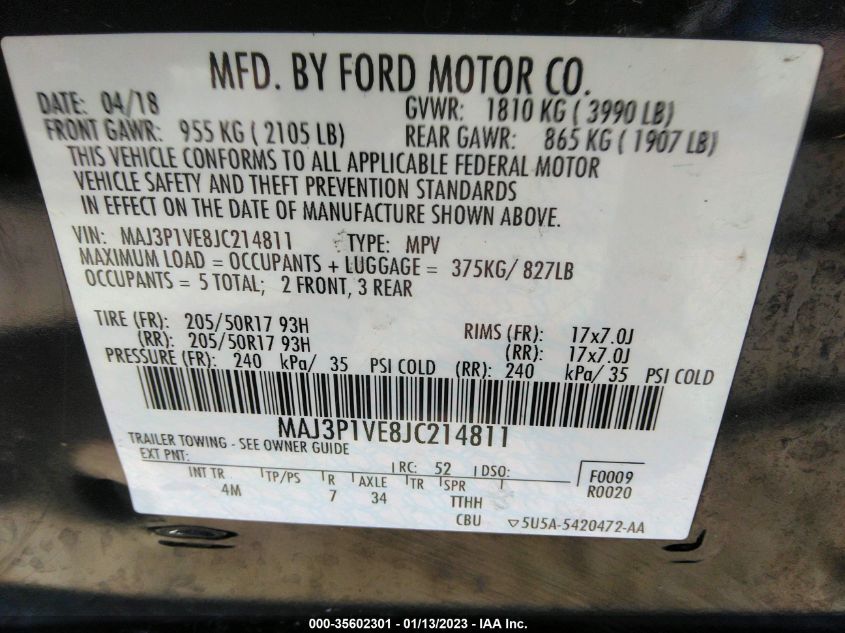 MFD. BY FORD MOTOR CO.
DATE: 04/18 GVWR: 1810 KG ( 3990 LB)
FRONT GAWR: 955 KG ( 2105 LB) REAR GAWR: 865 KG ( 1907 LB)
THIS VEHICLE CONFORMS TO ALL APPLICABLE FEDERAL MOTOR
VEHICLE SAFETY AND THEFT PREVENTION STANDARDS
IN EFFECT ON THE DATE OF MANUFACTURE SHOWN ABOVE.
VIN: MAJ3P1VE8JC214811 TYPE: MPV
MAXIMUM LOAD = OCCUPANTS + LUGGAGE = 375KG/ 827LB
OCCUPANTS = 5 TOTAL; 2 FRONT, 3 REAR
TIRE (FR): 205/50R17 93H RIMS (FR): 17x7.0J
(RR): 205/50R17 93H (RR): 17x7.0J
PRESSURE (FR): 240 kPa/ 35 PSI COLD (RR): 240 kPa/ 35 PSI COLD
MAJ3P1VE8JC214811
TRAILER TOWING - SEE OWNER GUIDE
EXT PNT: RC: 52 DSO: F0009
R0020
INT TR TP/PS R AXLE TR SPR
4M 7 34 TTHH
CBU ▽5U5A-5420472-AA
000-35602301 - 01/13/2023 - IAA Inc.